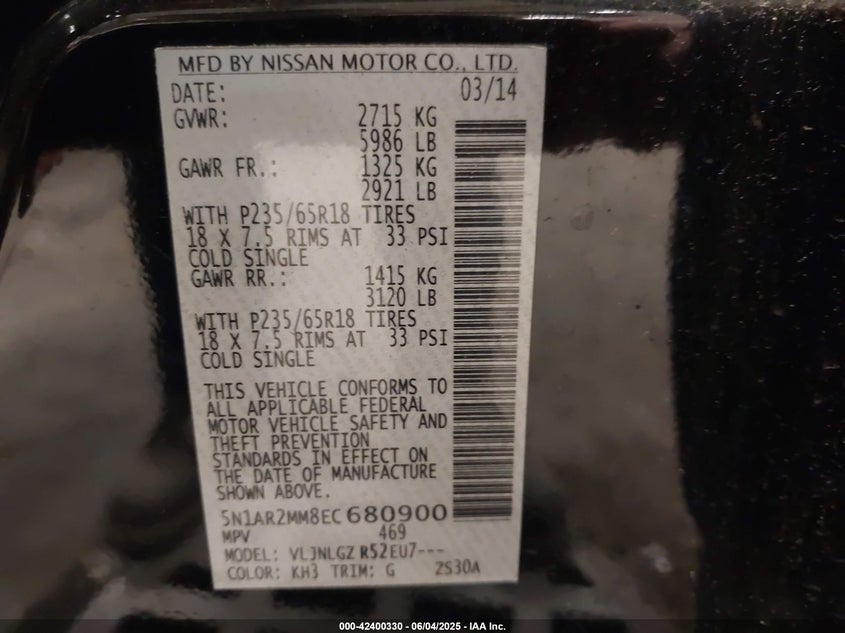 MFD BY NISSAN MOTOR CO., LTD.
DATE: 03/14
GVWR: 2715 KG
5986 LB
GAWR FR.: 1325 KG
2921 LB
WITH P235/65R18 TIRES
18 X 7.5 RIMS AT 33 PSI
COLD SINGLE
GAWR RR.: 1415 KG
3120 LB
WITH P235/65R18 TIRES
18 X 7.5 RIMS AT 33 PSI
COLD SINGLE
THIS VEHICLE CONFORMS TO
ALL APPLICABLE FEDERAL
MOTOR VEHICLE SAFETY AND
THEFT PREVENTION
STANDARDS IN EFFECT ON
THE DATE OF MANUFACTURE
SHOWN ABOVE.
5N1AR2MM8EC680900
MPV 469
MODEL: VLJNLGZ R52EU7---
COLOR: KH3 TRIM: G 2S30A
000-42400330 - 06/04/2025 - IAA Inc.